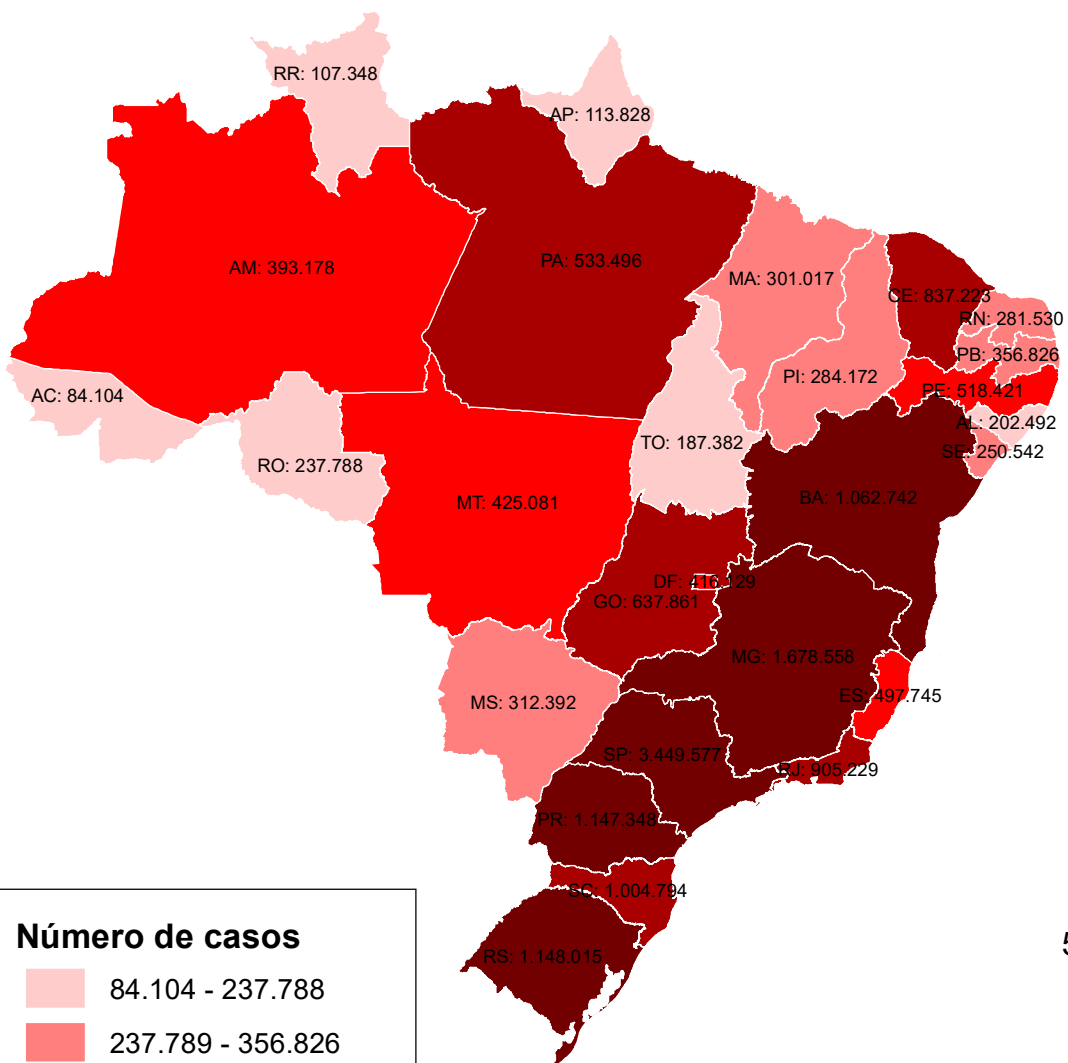 RR: 107.348
AP: 113.828
AM: 393.178
PA: 533.496
MA: 301.017
CE: 837.223
RN: 281.530
PB: 356.826
PI: 284.172
PE: 518.421
AC: 84.104
AL: 202.492
TO: 187.382
SE: 250.542
RO: 237.788
BA: 1.062.742
MT: 425.081
DF: 416.129
GO: 637.861
MG: 1.678.558
ES: 497.745
MS: 312.392
SP: 3.449.577
RJ: 905.229
PR: 1.147.348
SC: 1.004.794
RS: 1.148.015
Número de casos
84.104 - 237.788
237.789 - 356.826